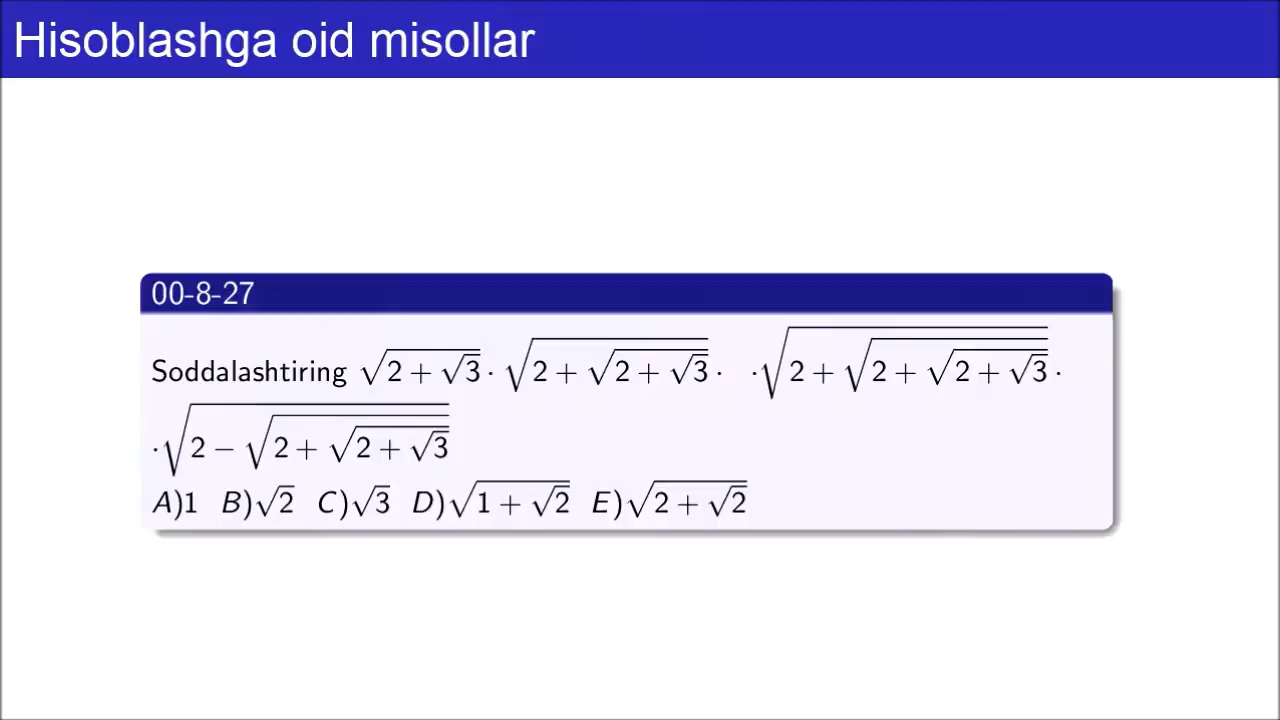 Hisoblashga oid misollar
00-8-27
Soddalashtiring √(2 + √3) · √(2 + √(2 + √3)) · · √(2 + √(2 + √(2 + √3))) ·
· √(2 − √(2 + √(2 + √3)))
A)1 B)√2 C)√3 D)√(1 + √2) E)√(2 + √2)